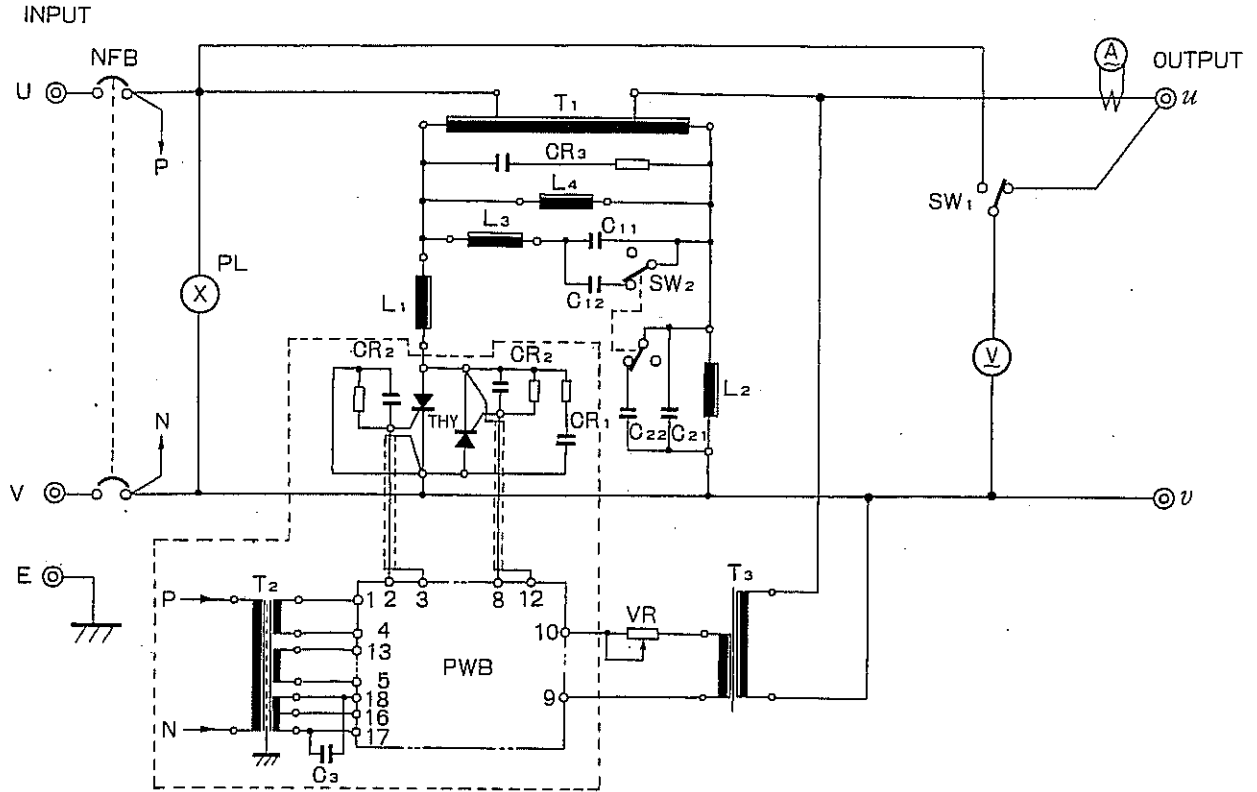 INPUT
NFB
A
OUTPUT
U
T1
u
P
CR3
L4
SW1
L3
C11
PL
X
SW2
L1
C12
CR2
CR2
V
L2
THY
CR1
N
C22
C21
V
v
E
T2
T3
P
1
2
3
8
12
VR
4
10
13
PWB
5
9
18
16
N
17
C3